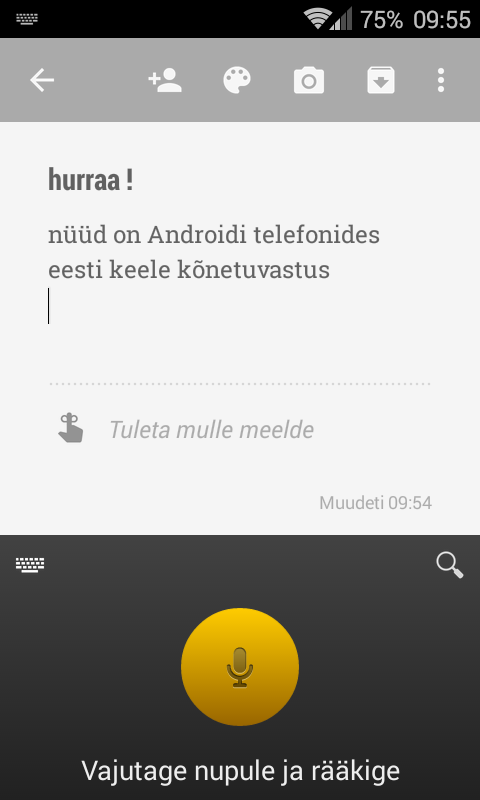 75% 09:55
hurraa !
nüüd on Androidi telefonides
eesti keele kõnetuvastus
Tuleta mulle meelde
Muudeti 09:54
Vajutage nupule ja rääkige